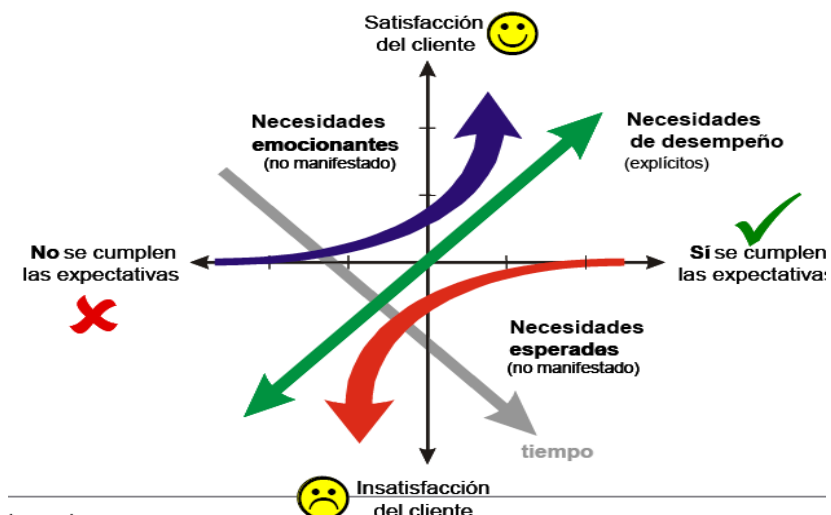 Satisfacción
del cliente
Necesidades
emocionantes
(no manifestado)
Necesidades
de desempeño
(explícitos)
No se cumplen
las expectativas
Sí se cumplen
las expectativas
Necesidades
esperadas
(no manifestado)
tiempo
Insatisfacción
del cliente